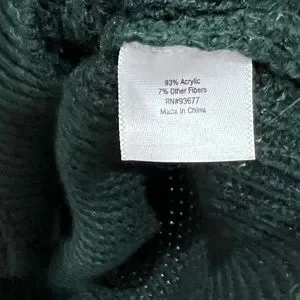 93% Acrylic
7% Other Fibers
RN#93677
Made In China